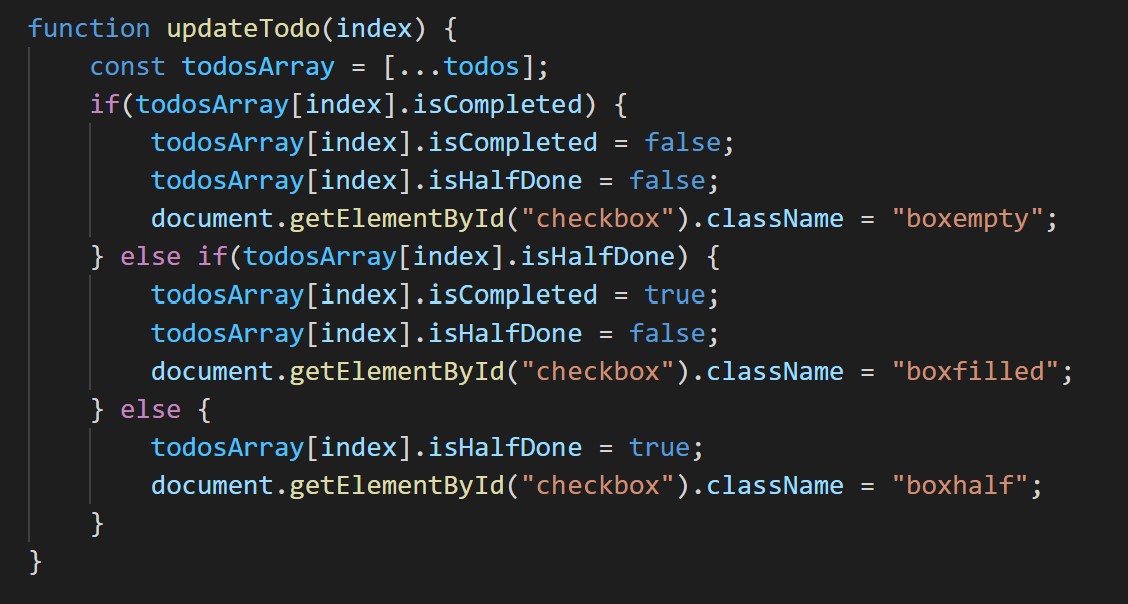 function updateTodo(index) {
    const todosArray = [...todos];
    if(todosArray[index].isCompleted) {
        todosArray[index].isCompleted = false;
        todosArray[index].isHalfDone = false;
        document.getElementById("checkbox").className = "boxempty";
    } else if(todosArray[index].isHalfDone) {
        todosArray[index].isCompleted = true;
        todosArray[index].isHalfDone = false;
        document.getElementById("checkbox").className = "boxfilled";
    } else {
        todosArray[index].isHalfDone = true;
        document.getElementById("checkbox").className = "boxhalf";
    }
}